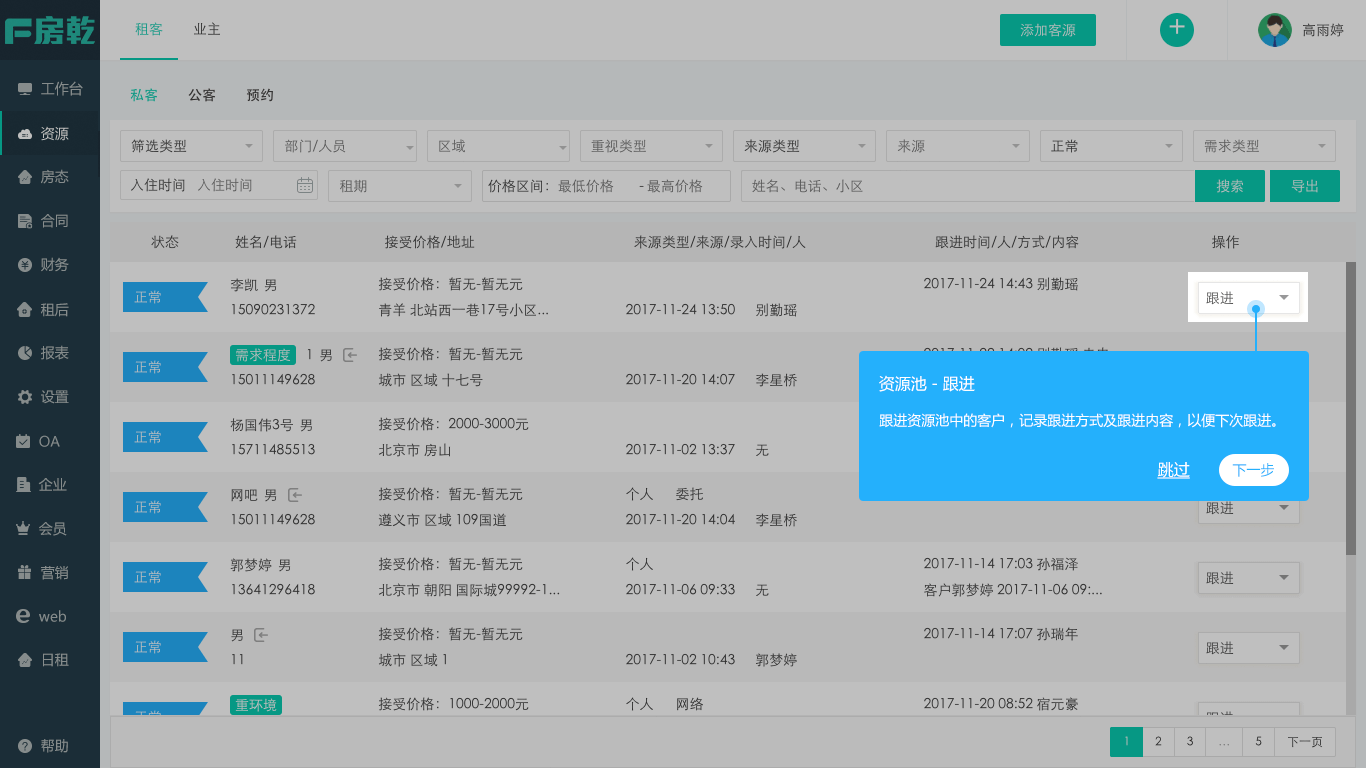 房乾
租客 业主
添加客源
高雨婷
工作台
资源
房态
合同
财务
租后
报表
设置
OA
企业
会员
营销
web
日租
帮助
私客 公客 预约
筛选类型 部门/人员 区域 重视类型 来源类型 来源 正常 需求类型
入住时间 入住时间 租期 价格区间：最低价格 - 最高价格 姓名、电话、小区 搜索 导出
状态 姓名/电话 接受价格/地址 来源类型/来源/录入时间/人 跟进时间/人/方式/内容 操作
正常 李凯 男 接受价格：暂无-暂无元 2017-11-24 14:43 别勤瑶 跟进
15090231372 青羊 北站西一巷17号小区... 2017-11-24 13:50 别勤瑶
正常 需求程度 1 男 接受价格：暂无-暂无元
15011149628 城市 区域 十七号 2017-11-20 14:07 李星桥
正常 杨国伟3号 男 接受价格：2000-3000元
15711485513 北京市 房山 2017-11-02 13:37 无
资源池 - 跟进
跟进资源池中的客户，记录跟进方式及跟进内容，以便下次跟进。
跳过 下一步
正常 网吧 男 接受价格：暂无-暂无元 个人 委托 跟进
15011149628 遵义市 区域 109国道 2017-11-20 14:04 李星桥
正常 郭梦婷 男 接受价格：暂无-暂无元 个人 2017-11-14 17:03 孙福泽 跟进
13641296418 北京市 朝阳 国际城99992-1... 2017-11-06 09:33 无 客户郭梦婷 2017-11-06 09:...
正常 男 接受价格：暂无-暂无元 2017-11-14 17:07 孙瑞年 跟进
11 城市 区域 1 2017-11-02 10:43 郭梦婷
重环境 接受价格：1000-2000元 个人 网络 2017-11-20 08:52 宿元豪
1 2 3 ... 5 下一页